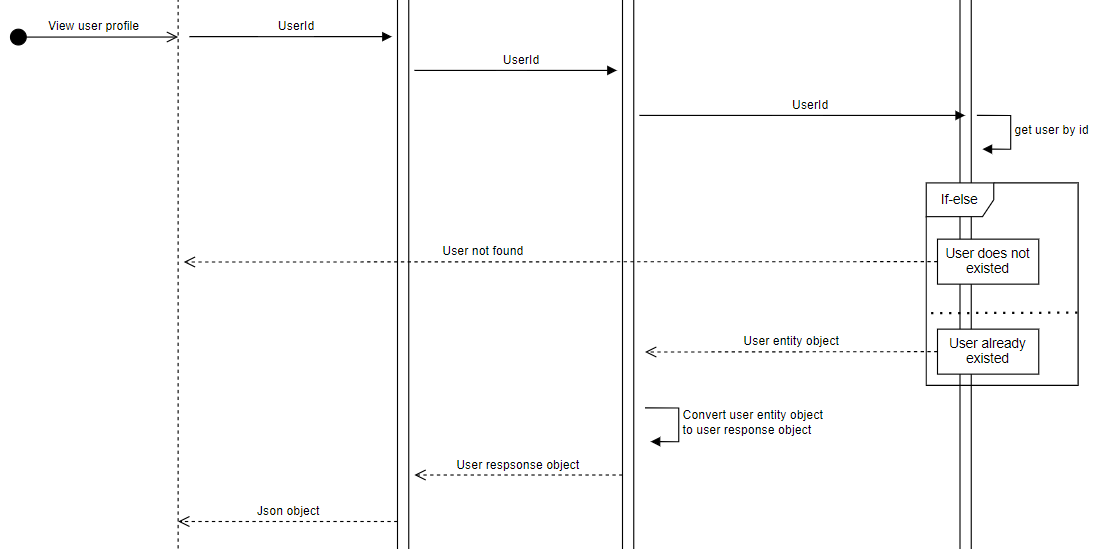 View user profile
UserId
UserId
UserId
get user by id
If-else
User not found
User does not
existed
User entity object
User already
existed
Convert user entity object
to user response object
User respsonse object
Json object